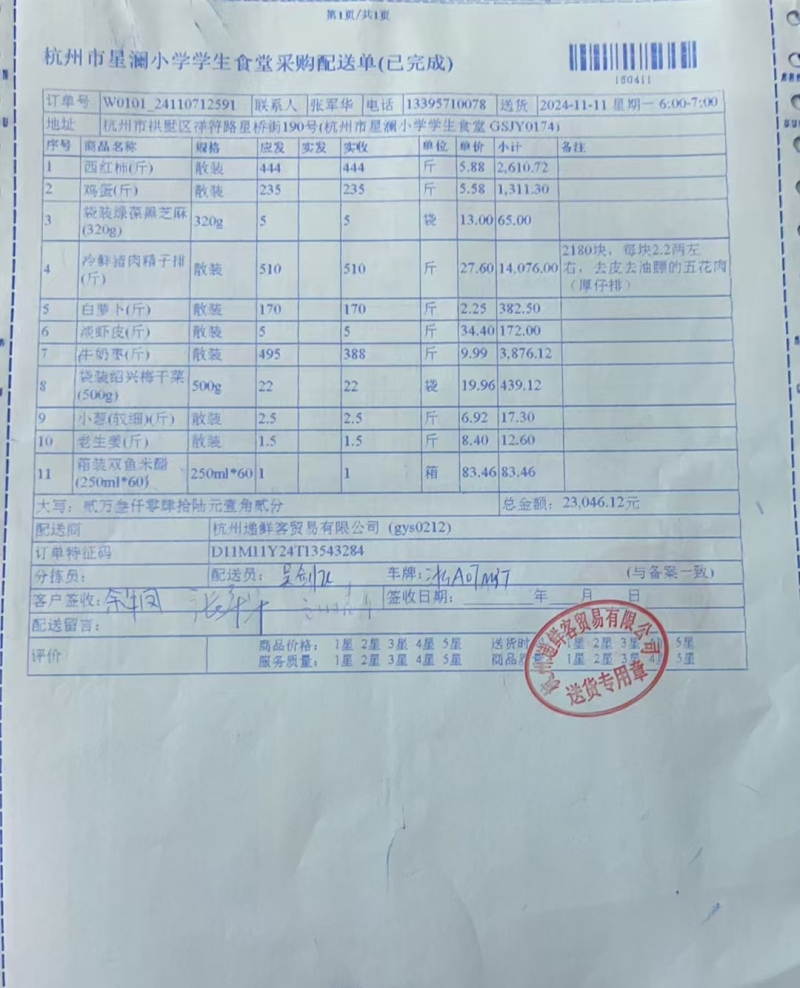 第1页/共1页
杭州市星澜小学学生食堂采购配送单(已完成)
180411
订单号 W0101_24110712591 联系人 张军华 电话 13395710078 送货 2024-11-11 星期一 6:00-7:00
地址 杭州市拱墅区祥符路星桥街190号(杭州市星澜小学学生食堂 GSJY0174)
序号 商品名称 规格 应发 实发 实收 单位 单价 小计 备注
1 西红柿(斤) 散装 444 444 斤 5.88 2,610.72
2 鸡蛋(斤) 散装 235 235 斤 5.58 1,311.30
3 袋装绿葆黑芝麻(320g) 320g 5 5 袋 13.00 65.00
4 冷鲜猪肉精子排(斤) 散装 510 510 斤 27.60 14,076.00 2180块，每块2.2两左右，去皮去油膘的五花肉（厚仔排）
5 白萝卜(斤) 散装 170 170 斤 2.25 382.50
6 淡虾皮(斤) 散装 5 5 斤 34.40 172.00
7 牛奶枣(斤) 散装 495 388 斤 9.99 3,876.12
8 袋装绍兴梅干菜(500g) 500g 22 22 袋 19.96 439.12
9 小葱(较细)(斤) 散装 2.5 2.5 斤 6.92 17.30
10 老生姜(斤) 散装 1.5 1.5 斤 8.40 12.60
11 箱装双鱼米醋(250ml*60) 250ml*60 1 1 箱 83.46 83.46
大写：贰万叁仟零肆拾陆元壹角贰分 总金额：23,046.12元
配送商 杭州递鲜客贸易有限公司 (gys0212)
订单特征码 D11M11Y24T13543284
分拣员： 配送员： 车牌： (与备案一致)
客户签收： 签收日期： 年 月 日
配送留言：
评价 商品价格： 1星 2星 3星 4星 5星 送货时 1星 2星 3星 4星 5星
服务质量： 1星 2星 3星 4星 5星 商品质量 1星 2星 3星 4星 5星
杭州递鲜客贸易有限公司
送货专用章